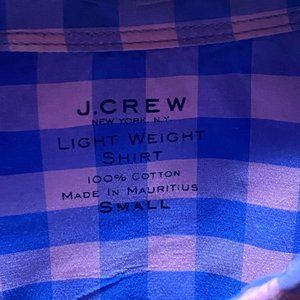 J.CREW
NEW YORK, N.Y.
LIGHT WEIGHT
SHIRT
100% COTTON
MADE IN MAURITIUS
SMALL